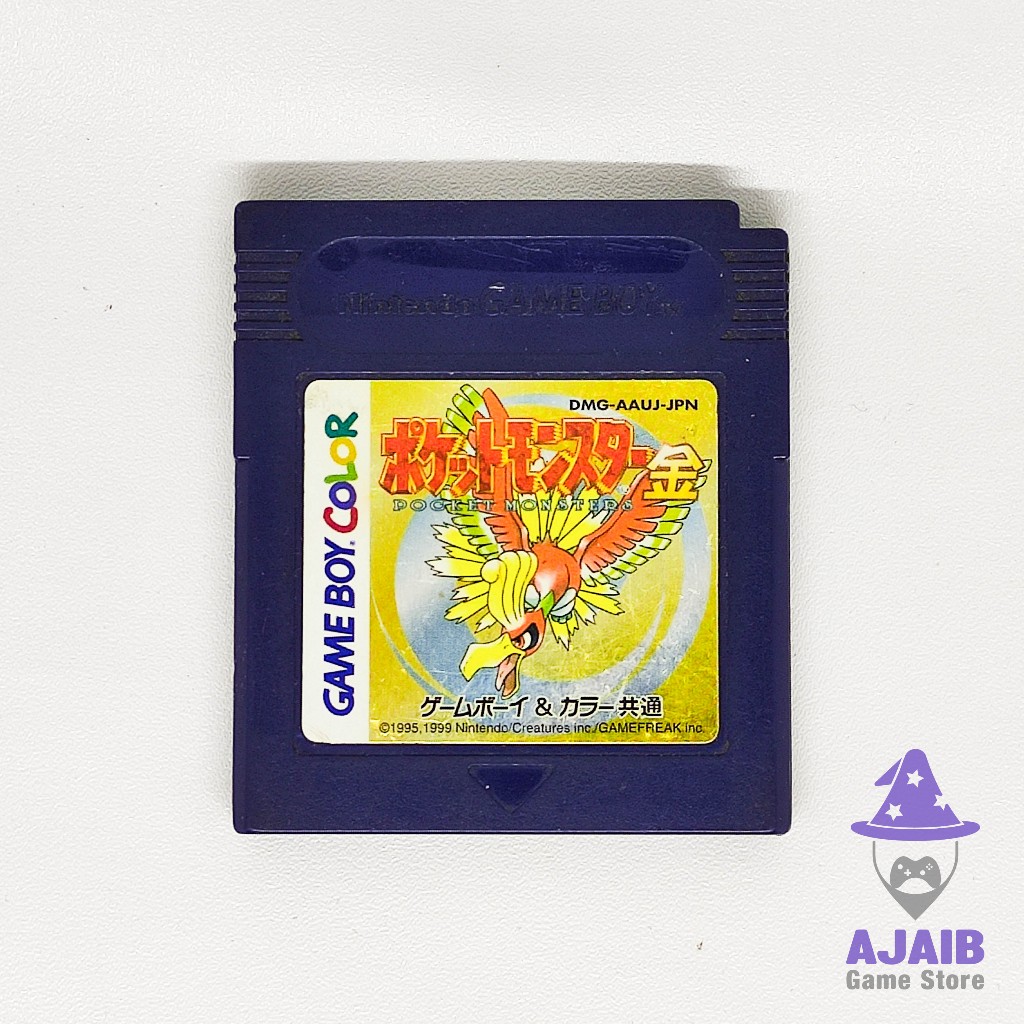 Nintendo GAME BOY™
GAME BOY COLOR
DMG-AAUJ-JPN
ポケットモンスター
金
POCKET MONSTERS
ゲームボーイ & カラー共通
©1995,1999 Nintendo/Creatures inc./GAMEFREAK inc.
AJAIB
Game Store